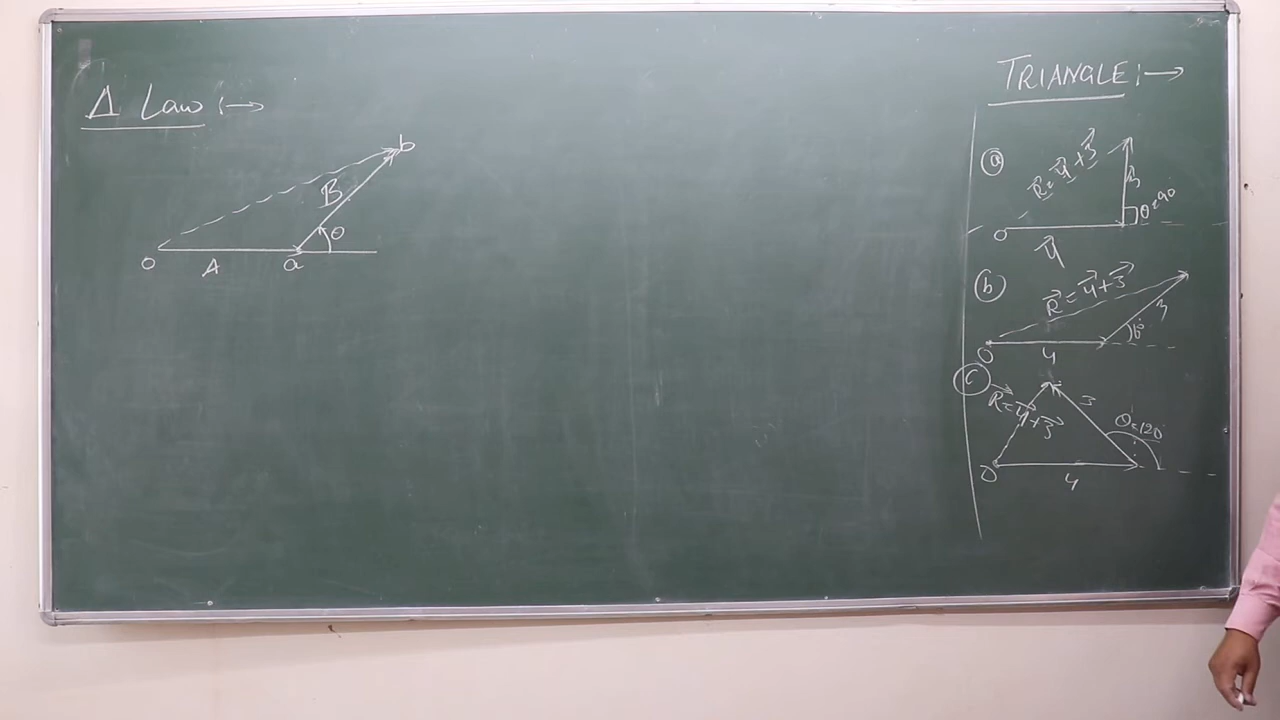 Δ Law :→
b
B
θ
o
A
a
TRIANGLE :→
(a)
R = 4 + 3
3
θ = 90
O
4
(b)
R = 4 + 3
3
O
4
(c)
R = 4 + 3
3
θ = 120
O
4